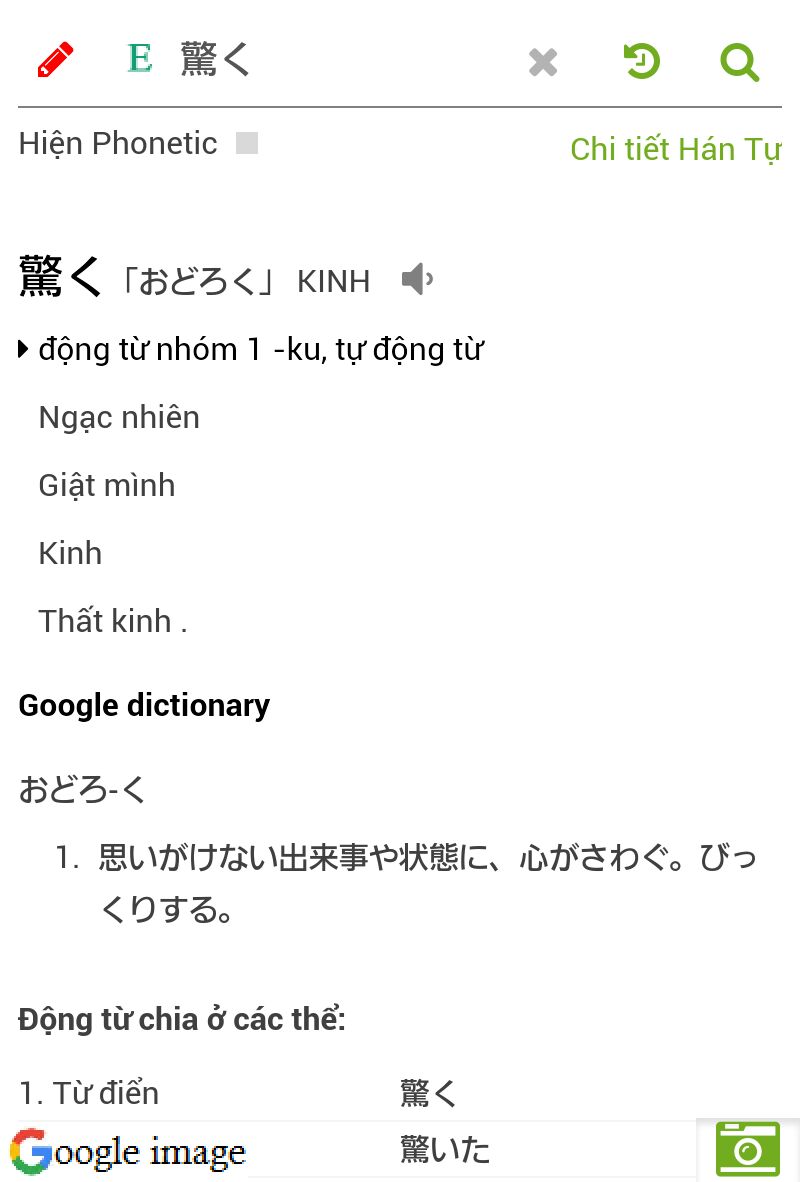 E 驚く
Hiện Phonetic
Chi tiết Hán Tự
驚く「おどろく」 KINH
động từ nhóm 1 -ku, tự động từ
Ngạc nhiên
Giật mình
Kinh
Thất kinh .
Google dictionary
おどろ-く
1. 思いがけない出来事や状態に、心がさわぐ。びっ
くりする。
Động từ chia ở các thể:
1. Từ điển 驚く
Google image 驚いた